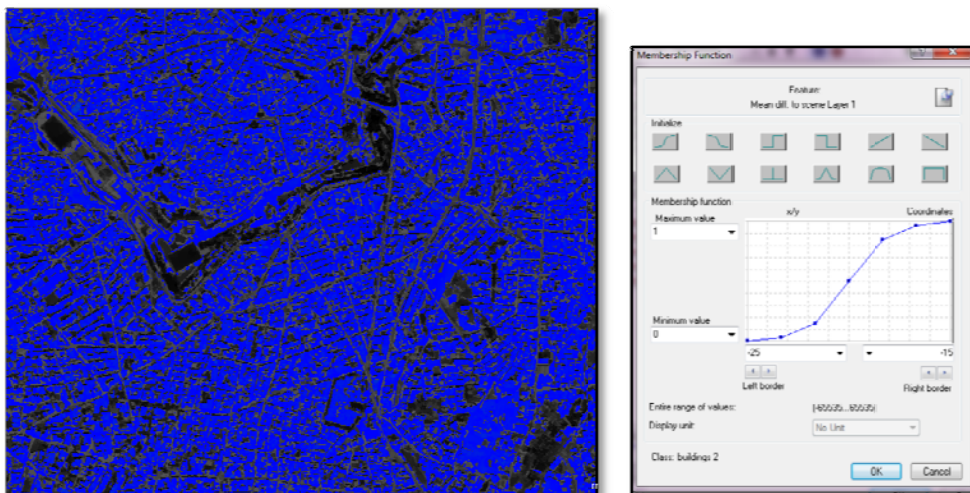 Membership Function
Feature:
Mean diff. to scene Layer 1
Initialize
Membership function
Maximum value
x/y
Coordinates
1
Minimum value
0
-25
-15
Left border
Right border
Entire range of values:
[-65535...65535]
Display unit:
No Unit
Class: buildings 2
OK
Cancel